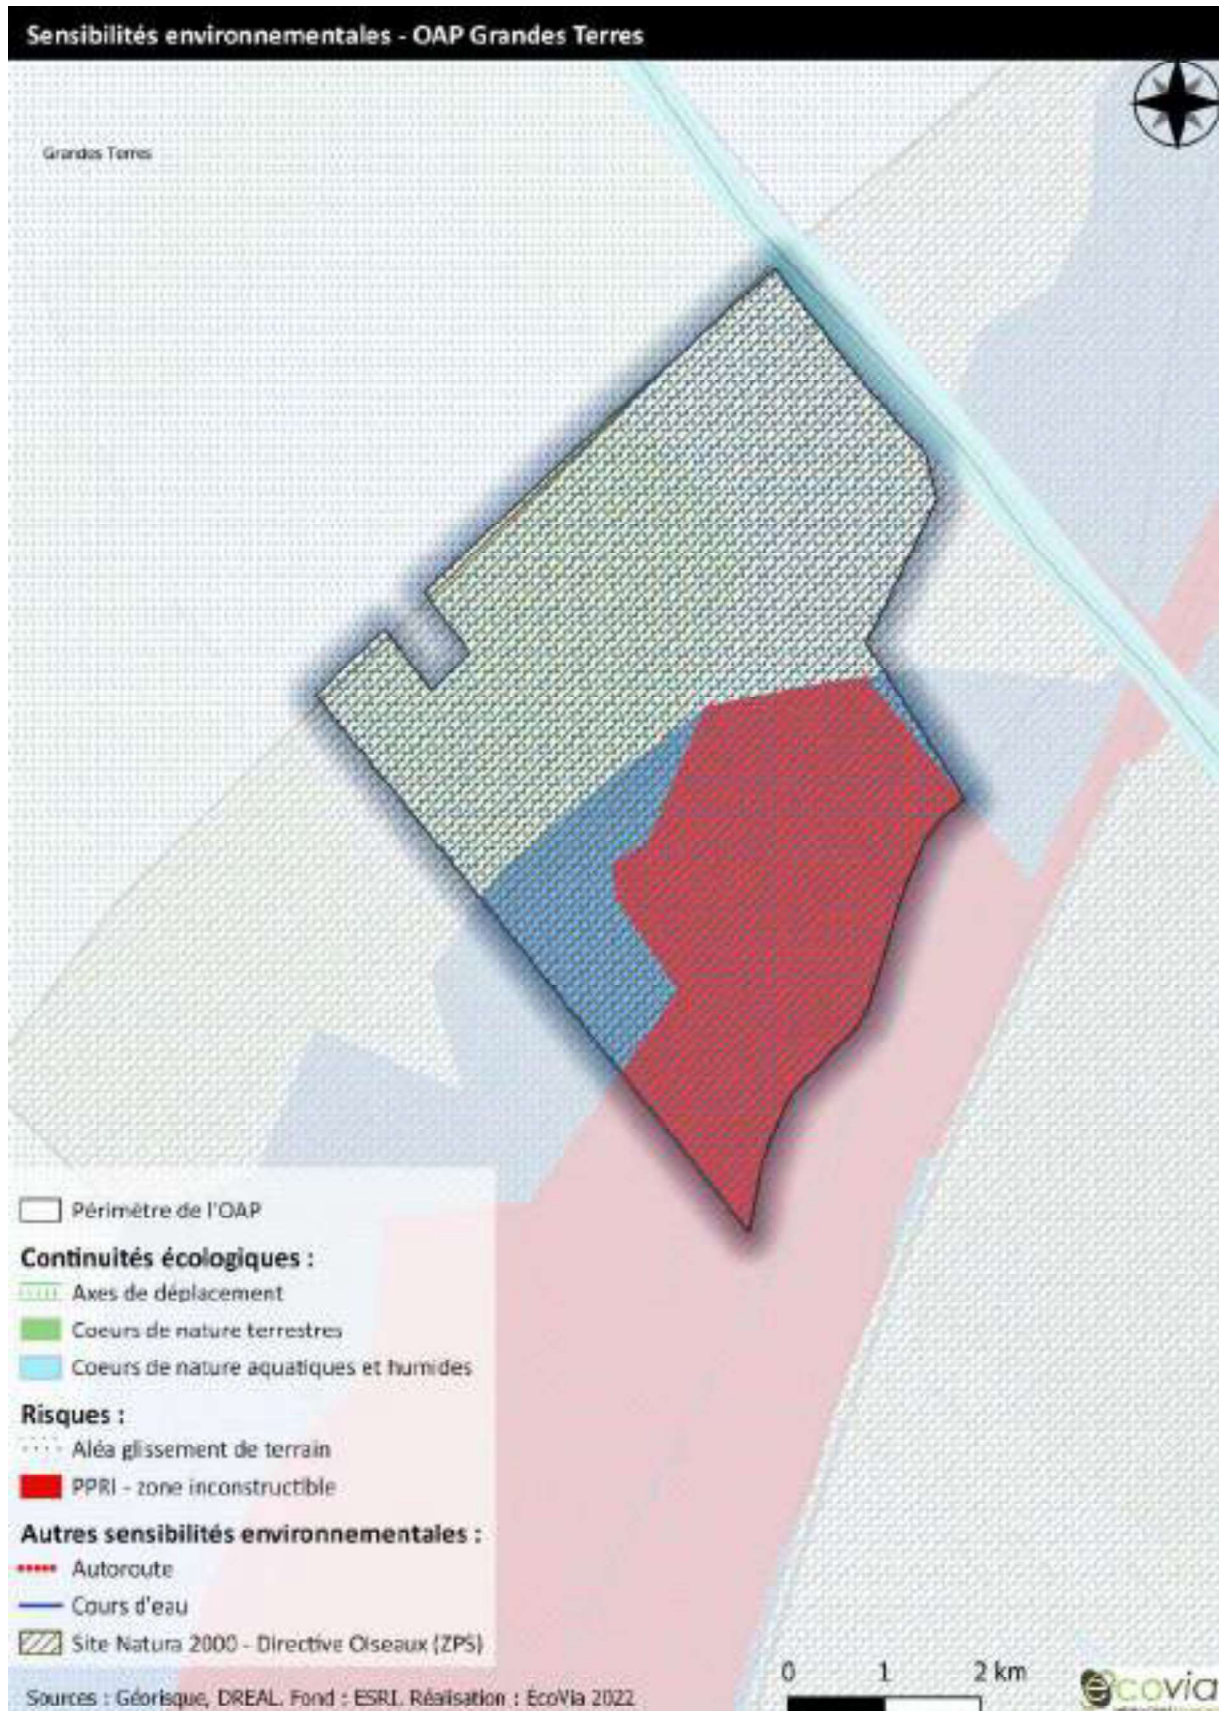 Sensibilités environnementales - OAP Grandes Terres
Grandes Terres
Périmètre de l'OAP
Continuités écologiques :
Axes de déplacement
Coeurs de nature terrestres
Coeurs de nature aquatiques et humides
Risques :
Aléa glissement de terrain
PPRI - zone inconstructible
Autres sensibilités environnementales :
Autoroute
Cours d'eau
Site Natura 2000 - Directive Oiseaux (ZPS)
0 1 2 km
Sources : Géorisque, DREAL. Fond : ESRI. Réalisation : EcoVia 2022
écovia